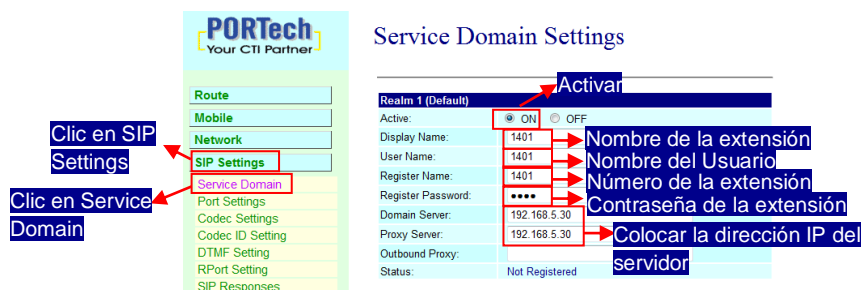 PORTech
Your CTI Partner
Service Domain Settings
Activar
Route
Mobile
Network
SIP Settings
Service Domain
Port Settings
Codec Settings
Codec ID Setting
DTMF Setting
RPort Setting
SIP Responses
Clic en SIP
Settings
Clic en Service
Domain
Realm 1 (Default)
Active: ON OFF
Display Name: 1401
Nombre de la extensión
User Name: 1401
Nombre del Usuario
Register Name: 1401
Número de la extensión
Register Password: ●●●●
Contraseña de la extensión
Domain Server: 192.168.5.30
Proxy Server: 192.168.5.30
Colocar la dirección IP del
servidor
Outbound Proxy:
Status: Not Registered